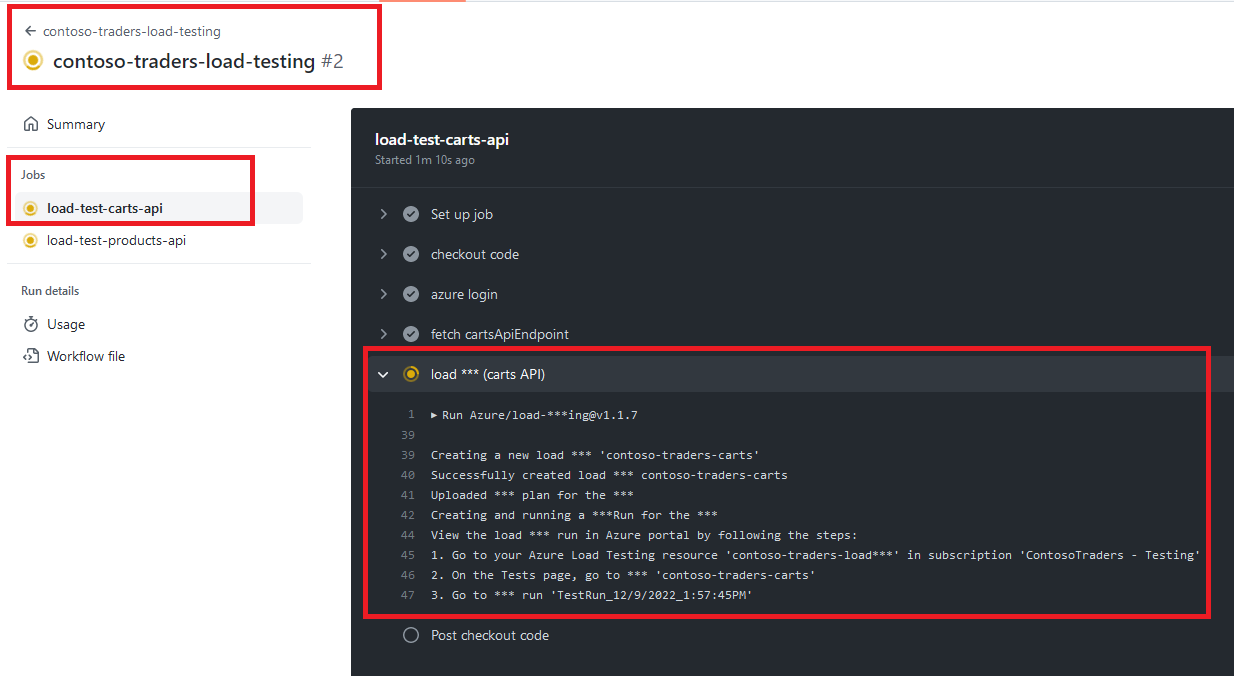 contoso-traders-load-testing
contoso-traders-load-testing #2
Summary
Jobs
load-test-carts-api
load-test-products-api
Run details
Usage
Workflow file
load-test-carts-api
Started 1m 10s ago
Set up job
checkout code
azure login
fetch cartsApiEndpoint
load *** (carts API)
1 Run Azure/load-***ing@v1.1.7
39
39 Creating a new load *** 'contoso-traders-carts'
40 Successfully created load *** contoso-traders-carts
41 Uploaded *** plan for the ***
42 Creating and running a ***Run for the ***
44 View the load *** run in Azure portal by following the steps:
45 1. Go to your Azure Load Testing resource 'contoso-traders-load***' in subscription 'ContosoTraders - Testing'
46 2. On the Tests page, go to *** 'contoso-traders-carts'
47 3. Go to *** run 'TestRun_12/9/2022_1:57:45PM'
Post checkout code